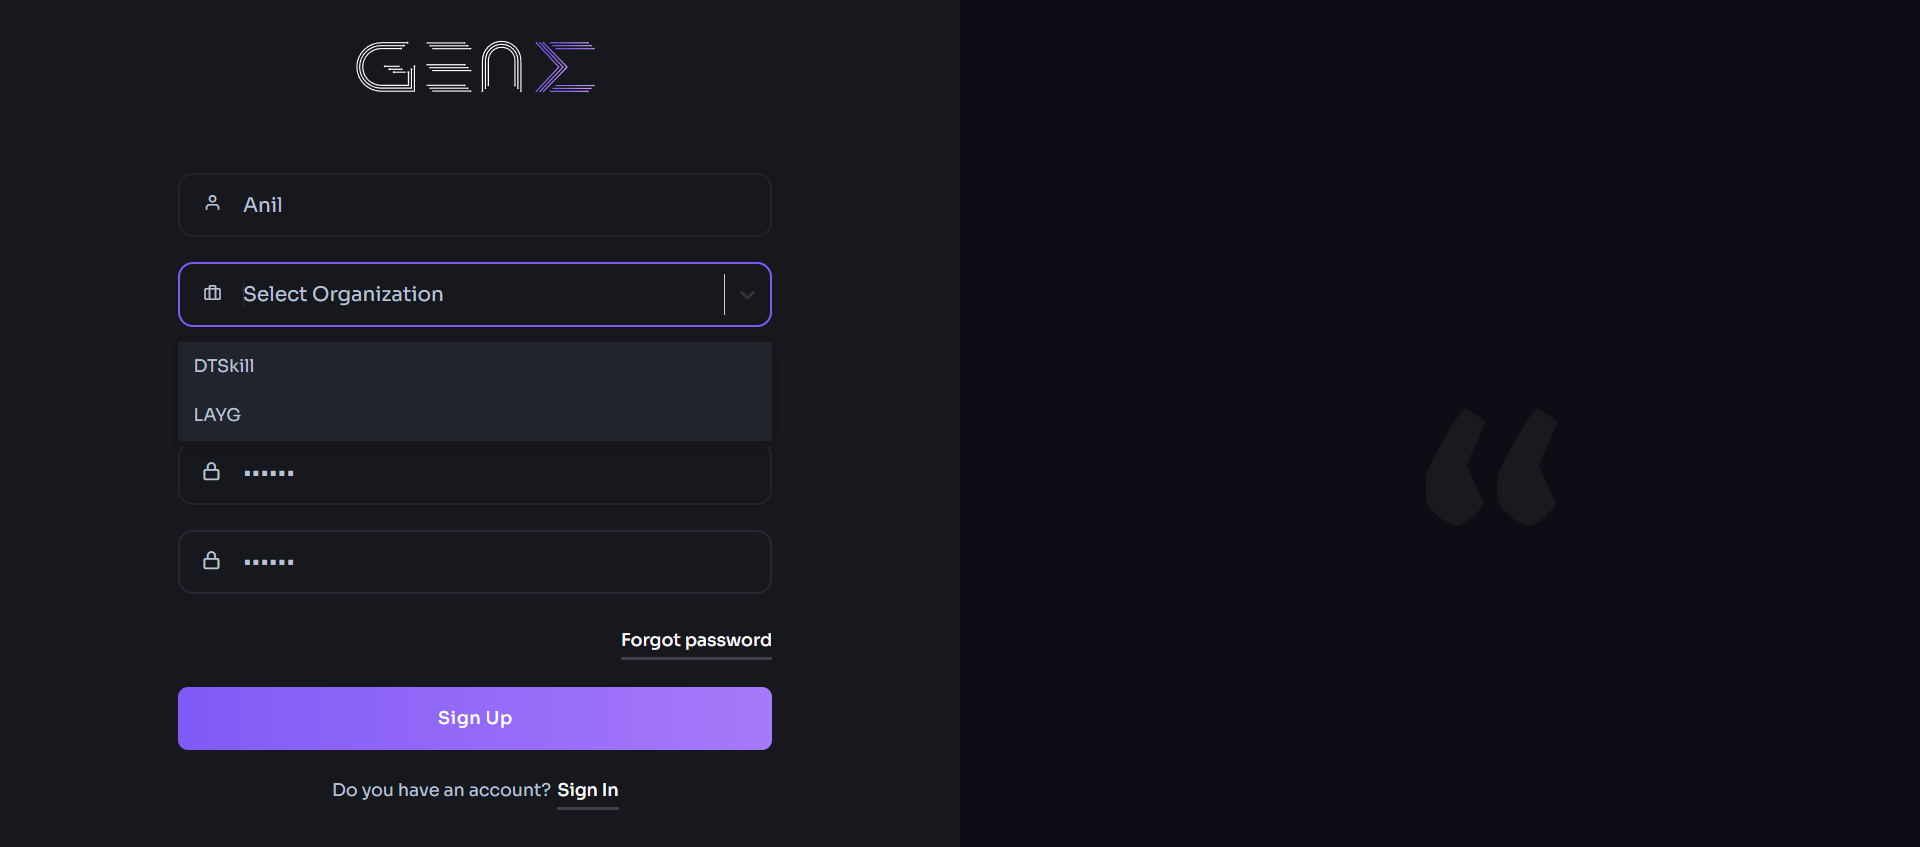 GENΣ
Anil
Select Organization
DTSkill
LAYG
••••••
••••••
Forgot password
Sign Up
Do you have an account? Sign In
“